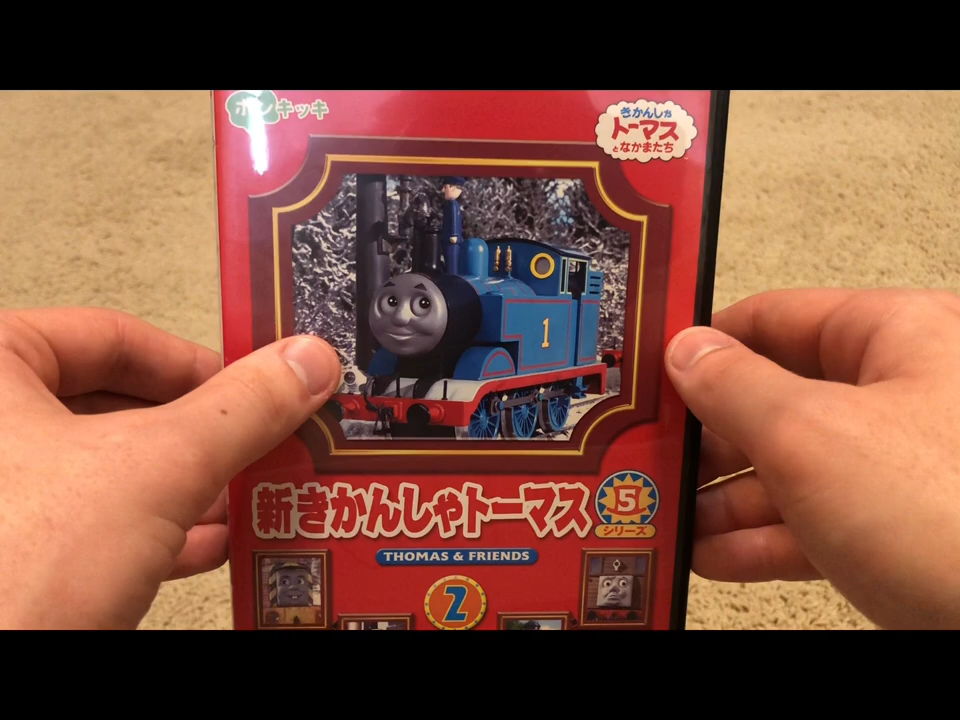 ポンキッキ
きかんしゃ
トーマス
となかまたち
1
新きかんしゃトーマス
5
シリーズ
THOMAS & FRIENDS
2